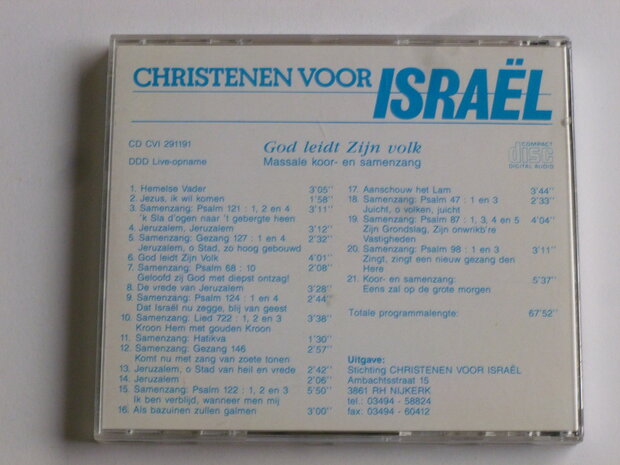 CHRISTENEN VOOR ISRAËL
CD CVI 291191
DDD Live-opname
God leidt Zijn volk
Massale koor- en samenzang
COMPACT
disc
DIGITAL AUDIO
1. Hemelse Vader 3'05''
2. Jezus, ik wil komen 1'58''
3. Samenzang: Psalm 121 : 1, 2 en 4 3'11''
'k Sla d'ogen naar 't gebergte heen
4. Jeruzalem, Jeruzalem 3'12''
5. Samenzang: Gezang 127 : 1 en 4 2'32''
Jeruzalem, o Stad, zo hoog gebouwd
6. God leidt Zijn Volk 4'01''
7. Samenzang: Psalm 68 : 10 2'08''
Geloofd zij God met diepst ontzag!
8. De vrede van Jeruzalem 3'28''
9. Samenzang: Psalm 124 : 1 en 4 2'44''
Dat Israël nu zegge, blij van geest
10. Samenzang: Lied 722 : 1, 2 en 3 3'38''
Kroon Hem met gouden Kroon
11. Samenzang: Hatikva 1'30''
12. Samenzang: Gezang 146 2'57''
Komt nu met zang van zoete tonen
13. Jeruzalem, o Stad van heil en vrede 2'42''
14. Jeruzalem 2'06''
15. Samenzang: Psalm 122 : 1, 2 en 3 5'50''
Ik ben verblijd, wanneer men mij
16. Als bazuinen zullen galmen 3'00''
17. Aanschouw het Lam 3'44''
18. Samenzang: Psalm 47 : 1 en 3 2'33''
Juicht, o volken, juicht
19. Samenzang: Psalm 87 : 1, 3, 4 en 5 4'04''
Zijn Grondslag, Zijn onwrikb're
Vastigheden
20. Samenzang: Psalm 98 : 1 en 3 3'11''
Zingt, zingt een nieuw gezang den
Here
21. Koor- en samenzang: 5'37''
Eens zal op de grote morgen
Totale programmalengte: 67'52''
Uitgave:
Stichting CHRISTENEN VOOR ISRAËL
Ambachtsstraat 15
3861 RH NIJKERK
tel.: 03494 - 58824
fax: 03494 - 60412